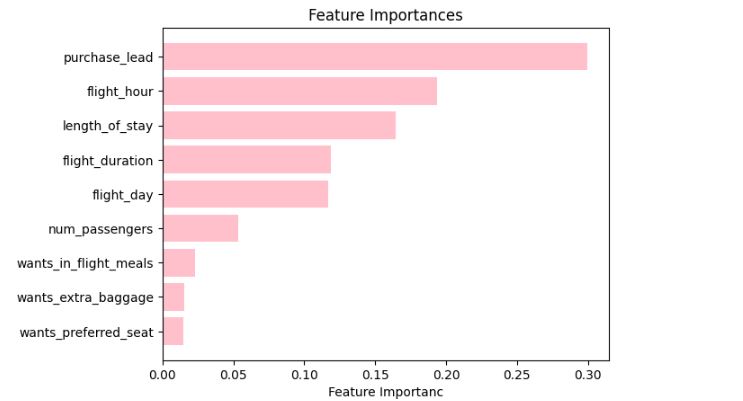 Feature Importances
purchase_lead
flight_hour
length_of_stay
flight_duration
flight_day
num_passengers
wants_in_flight_meals
wants_extra_baggage
wants_preferred_seat
0.00 0.05 0.10 0.15 0.20 0.25 0.30
Feature Importanc